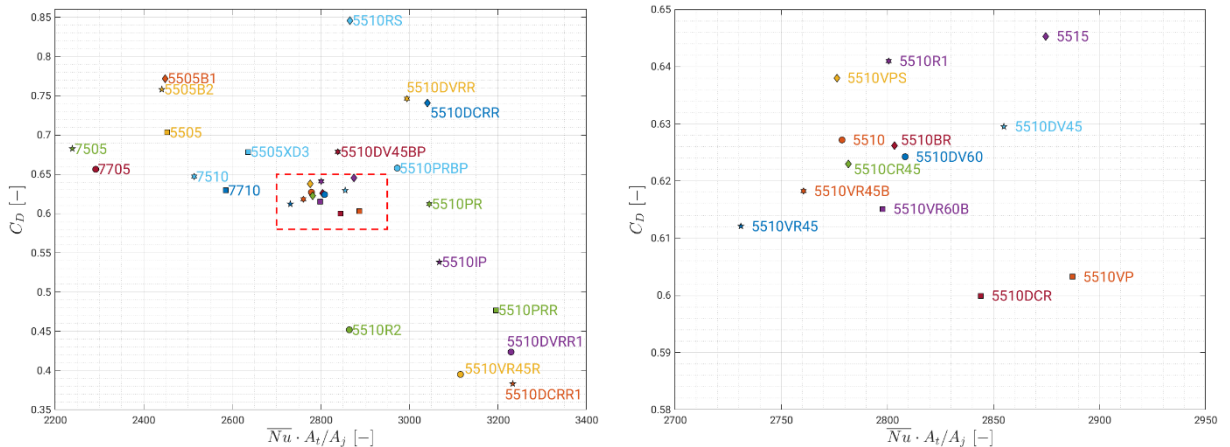 0.85
0.8
0.75
0.7
0.65
0.6
0.55
0.5
0.45
0.4
0.35
C_D [−]
5510RS
5505B1
5505B2
5510DVRR
5510DCRR
5505
7505
5505XD3
5510DV45BP
7705
5510PRBP
7510
7710
5510PR
5510IP
5510PRR
5510R2
5510DVRR1
5510VR45R
5510DCRR1
2200 2400 2600 2800 3000 3200 3400
N̅u̅ · A_t/A_j [−]
0.65
0.64
0.63
0.62
0.61
0.6
0.59
0.58
C_D [−]
5515
5510R1
5510VPS
5510DV45
5510
5510BR
5510DV60
5510CR45
5510VR45B
5510VR60B
5510VR45
5510VP
5510DCR
2700 2750 2800 2850 2900 2950
N̅u̅ · A_t/A_j [−]